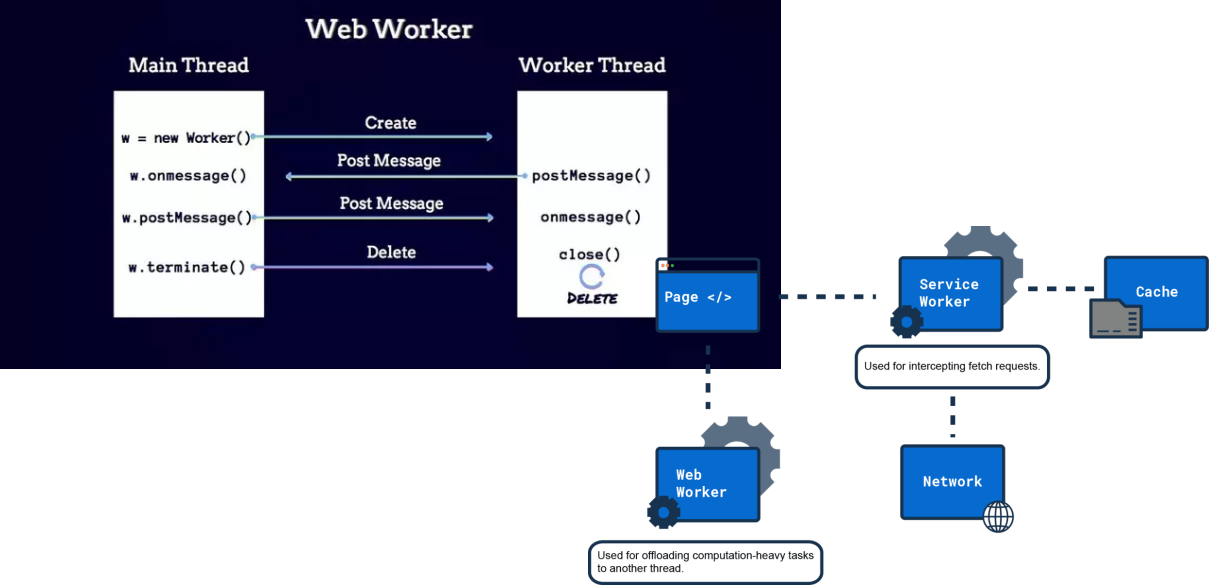 Web Worker
Main Thread
Worker Thread
w = new Worker()
Create
w.onmessage()
Post Message
postMessage()
w.postMessage()
Post Message
onmessage()
w.terminate()
Delete
close()
DELETE
Page </>
Service
Worker
Cache
Used for intercepting fetch requests.
Web
Worker
Network
Used for offloading computation-heavy tasks
to another thread.